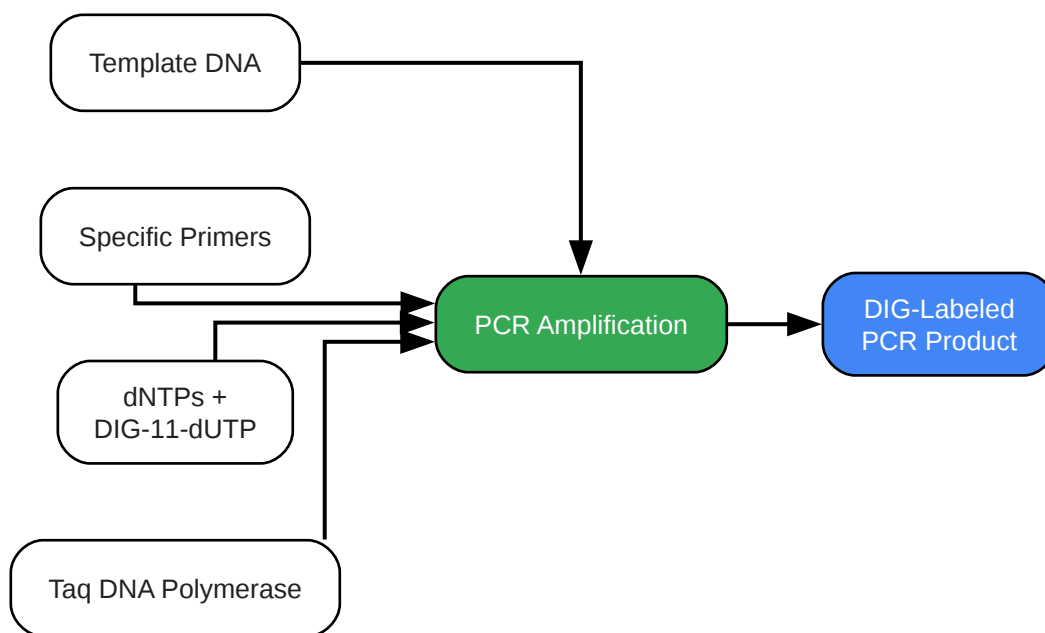 Template DNA
Specific Primers
PCR Amplification
DIG-Labeled
PCR Product
dNTPs +
DIG-11-dUTP
Taq DNA Polymerase